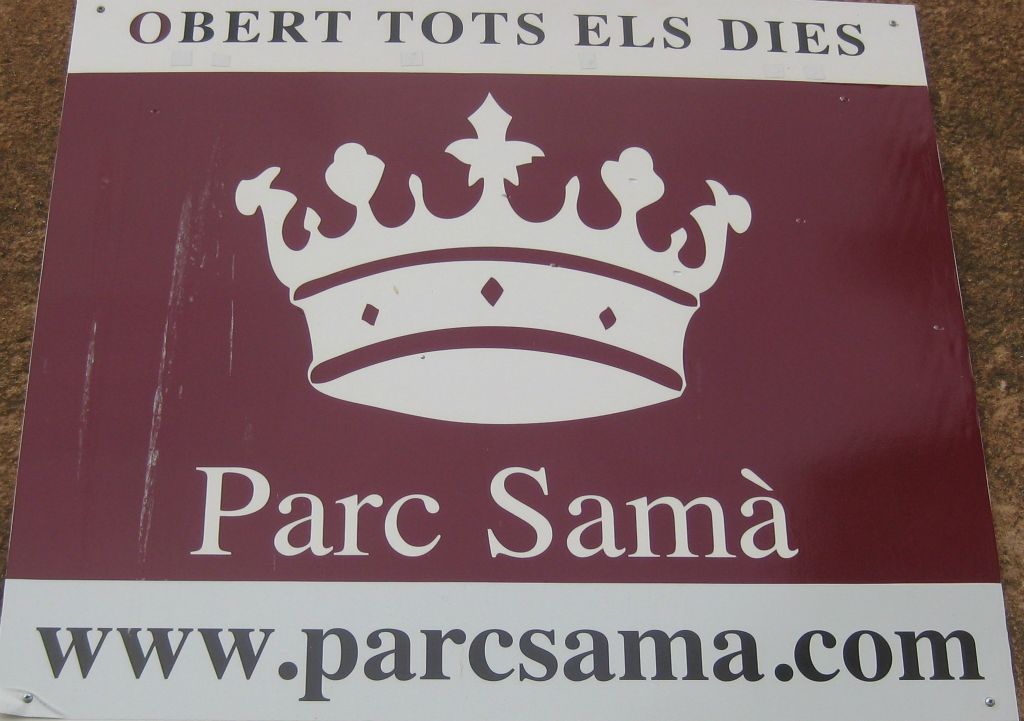 OBERT TOTS ELS DIES
Parc Samà
www.parcsama.com